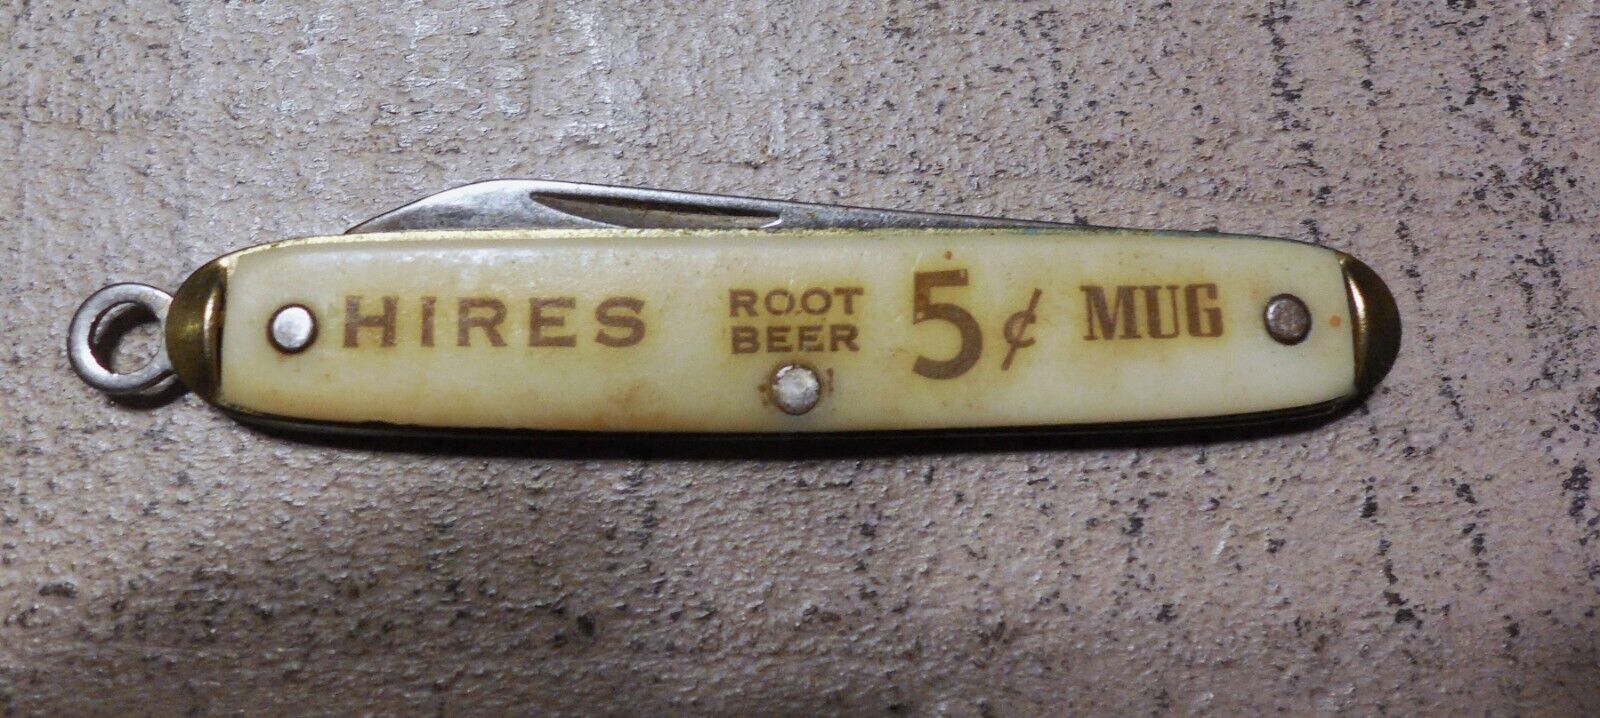 HIRES ROOT BEER 5¢ MUG